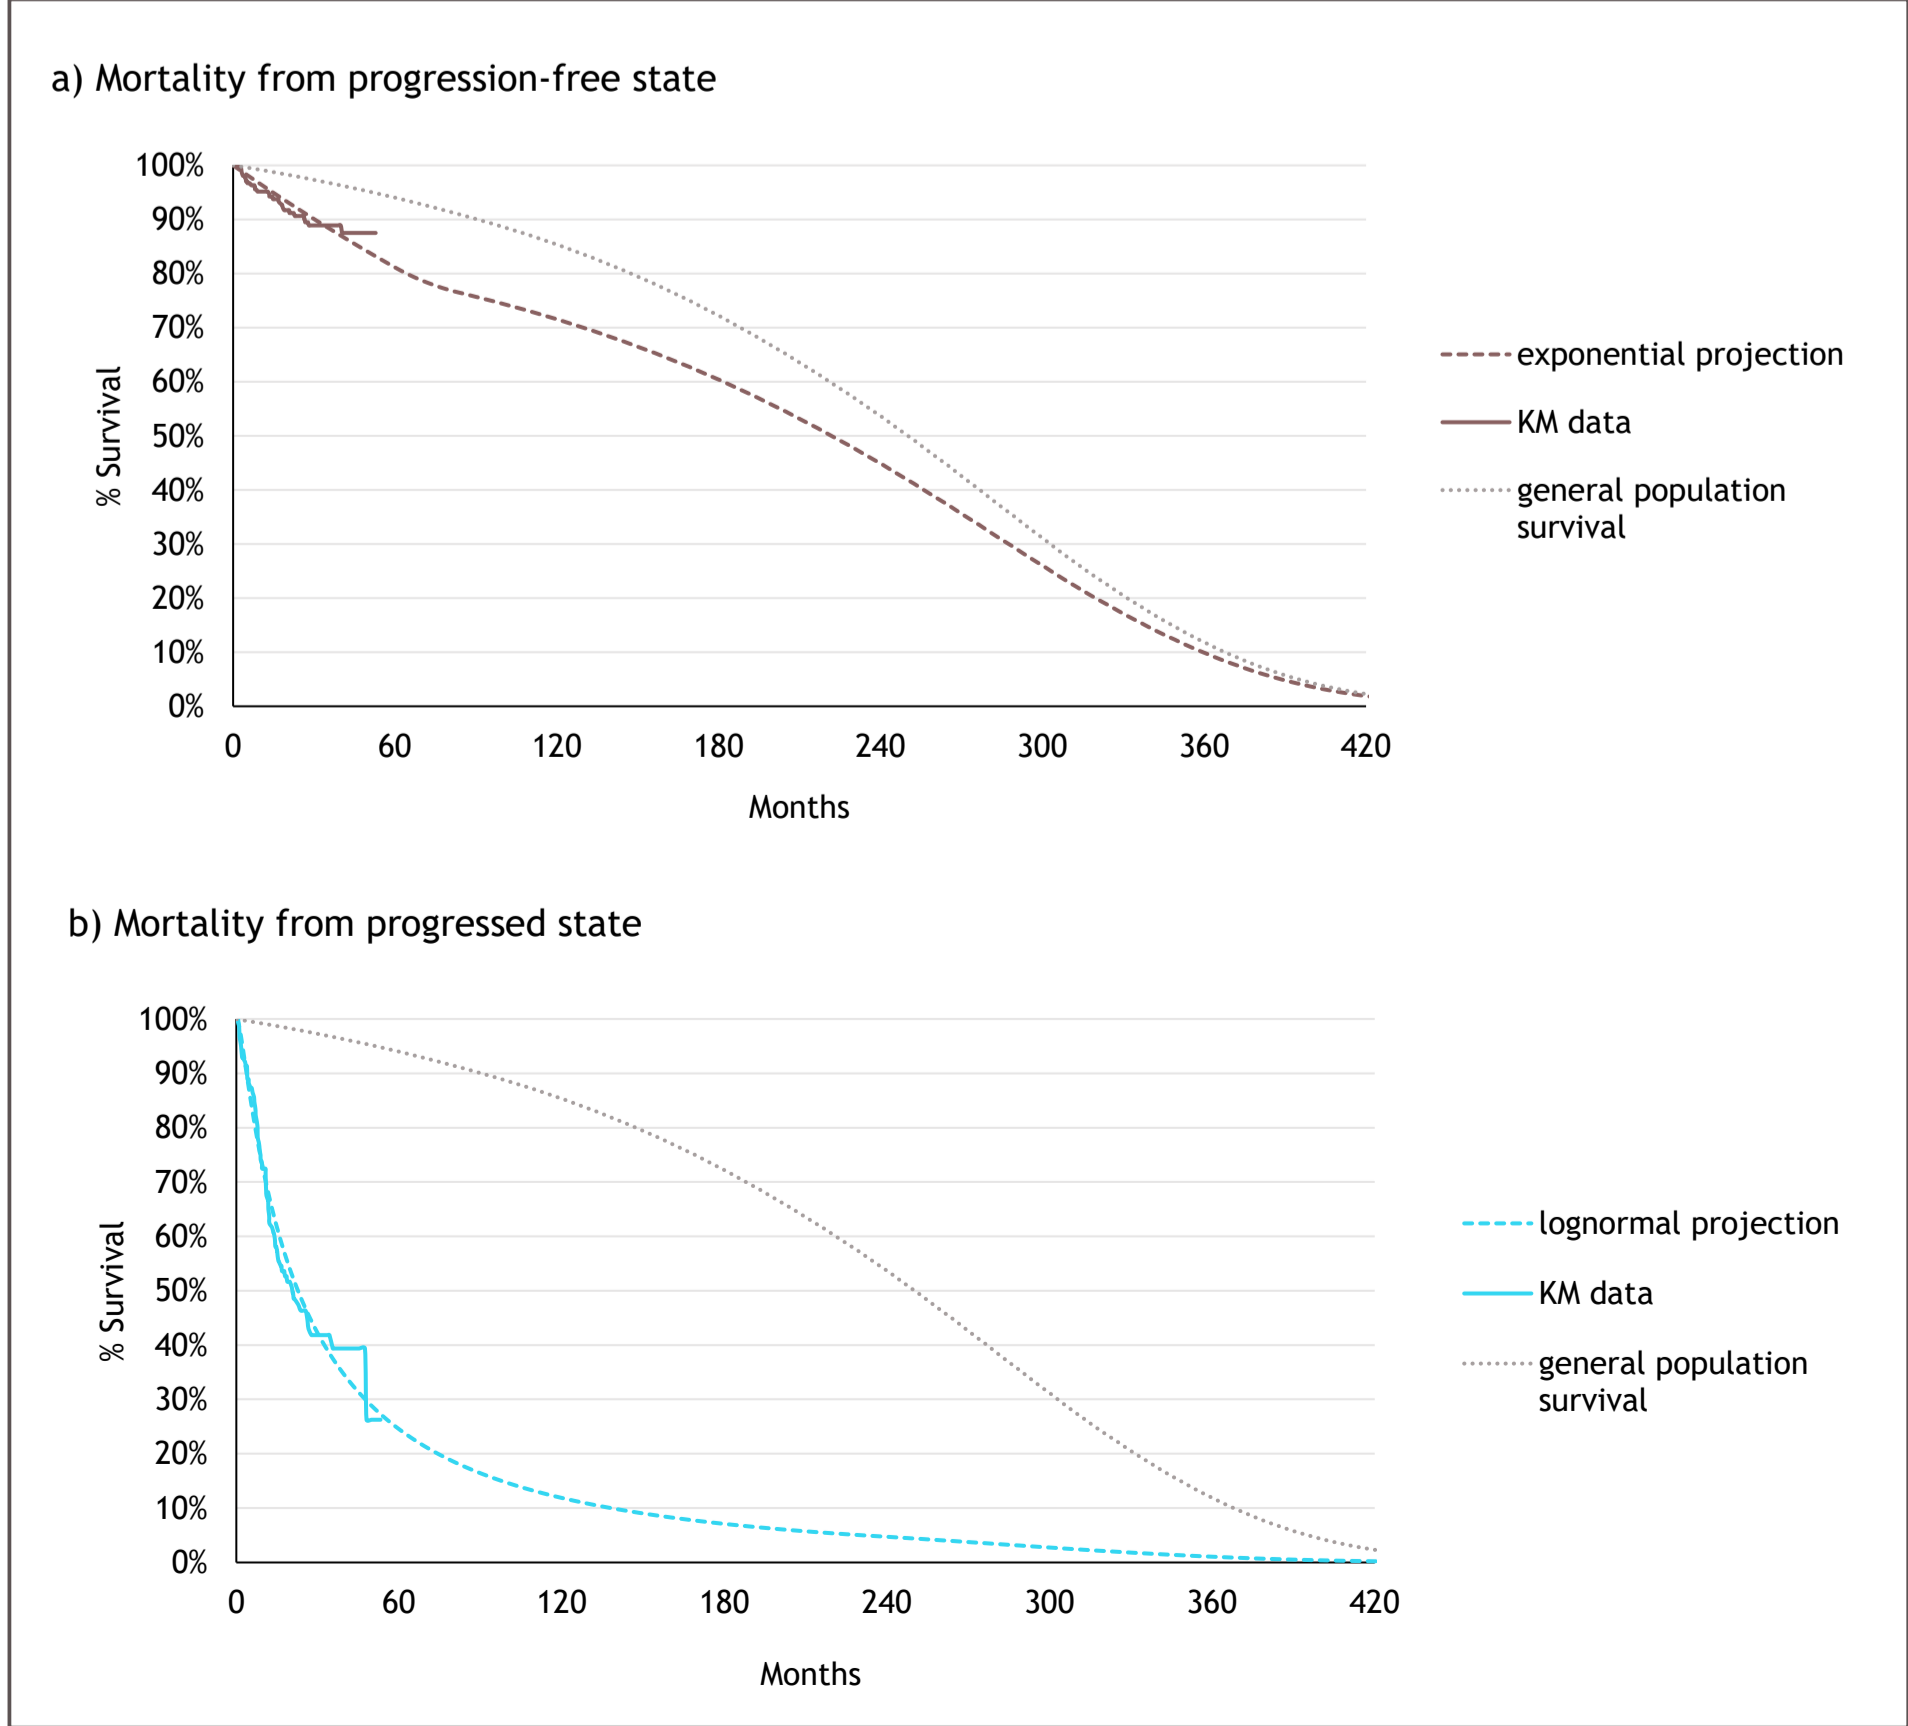 a) Mortality from progression-free state
100%
90%
80%
70%
60%
50%
40%
30%
20%
10%
0%
% Survival
0 60 120 180 240 300 360 420
Months
exponential projection
KM data
general population
survival
b) Mortality from progressed state
100%
90%
80%
70%
60%
50%
40%
30%
20%
10%
0%
% Survival
0 60 120 180 240 300 360 420
Months
lognormal projection
KM data
general population
survival